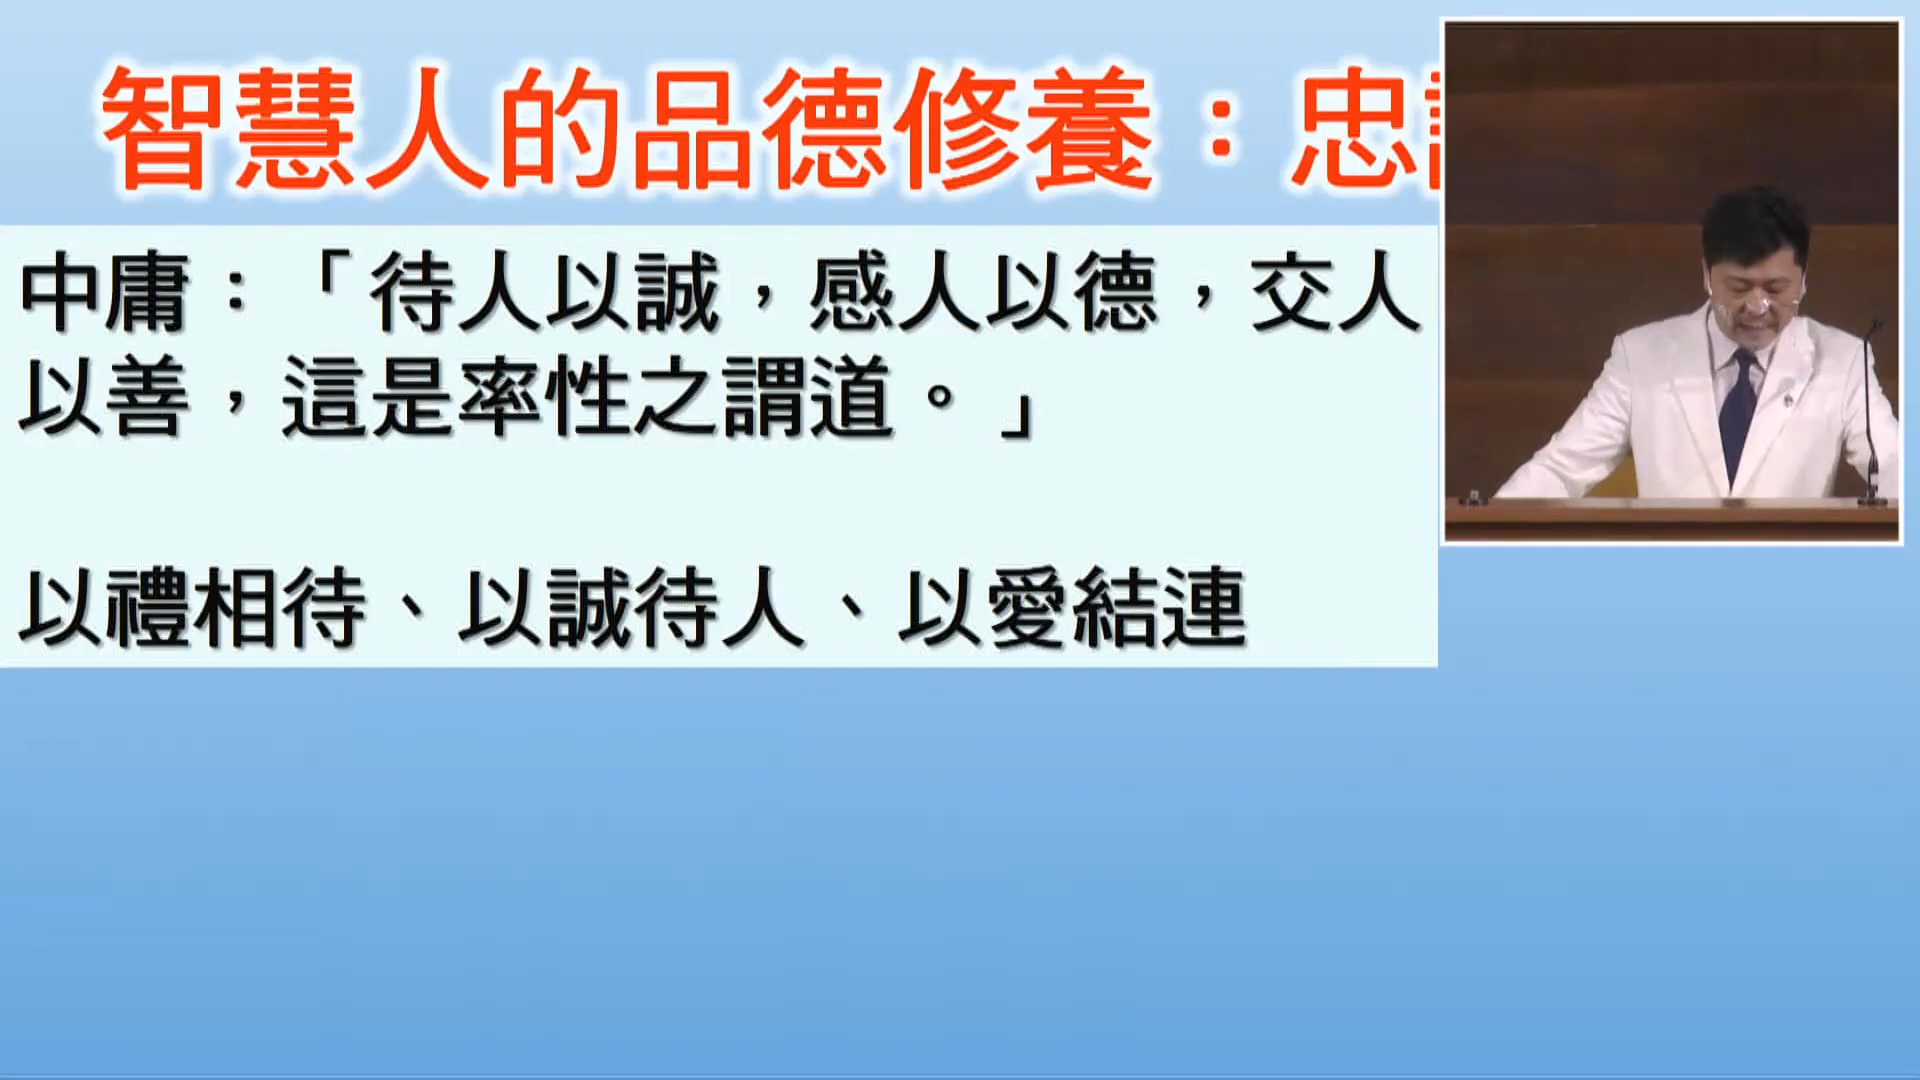 智慧人的品德修養：忠
中庸：「待人以誠，感人以德，交人
以善，這是率性之謂道。」
以禮相待、以誠待人、以愛結連